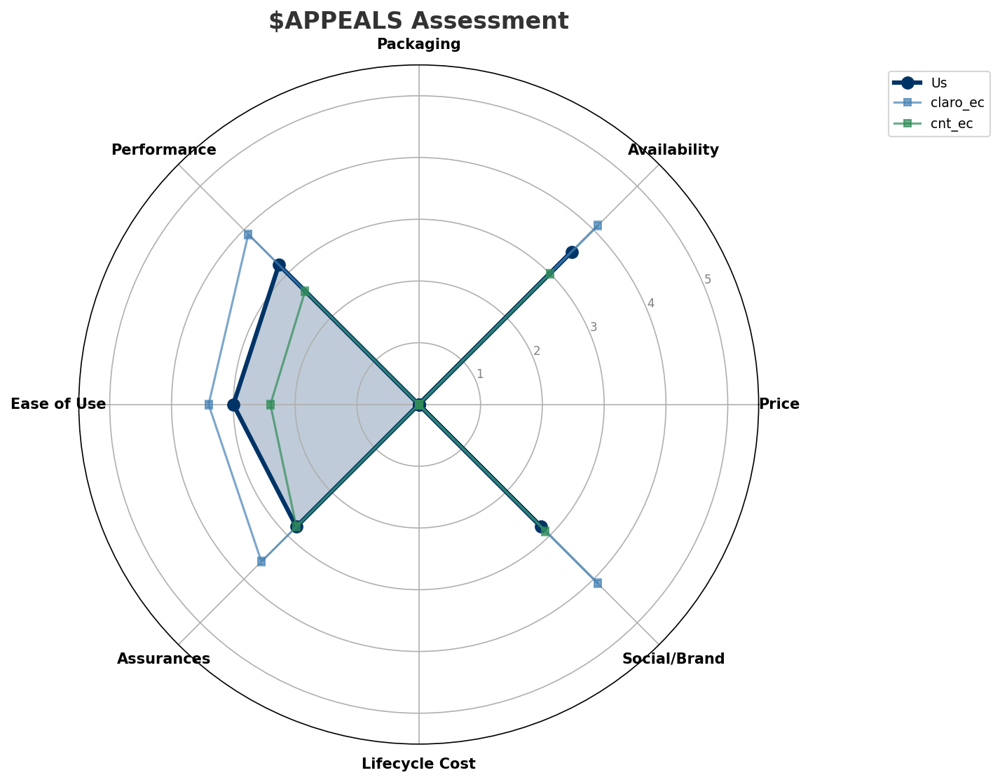 $APPEALS Assessment
Packaging
Us
claro_ec
cnt_ec
Performance
Availability
5
4
3
2
1
Ease of Use
Price
Assurances
Social/Brand
Lifecycle Cost